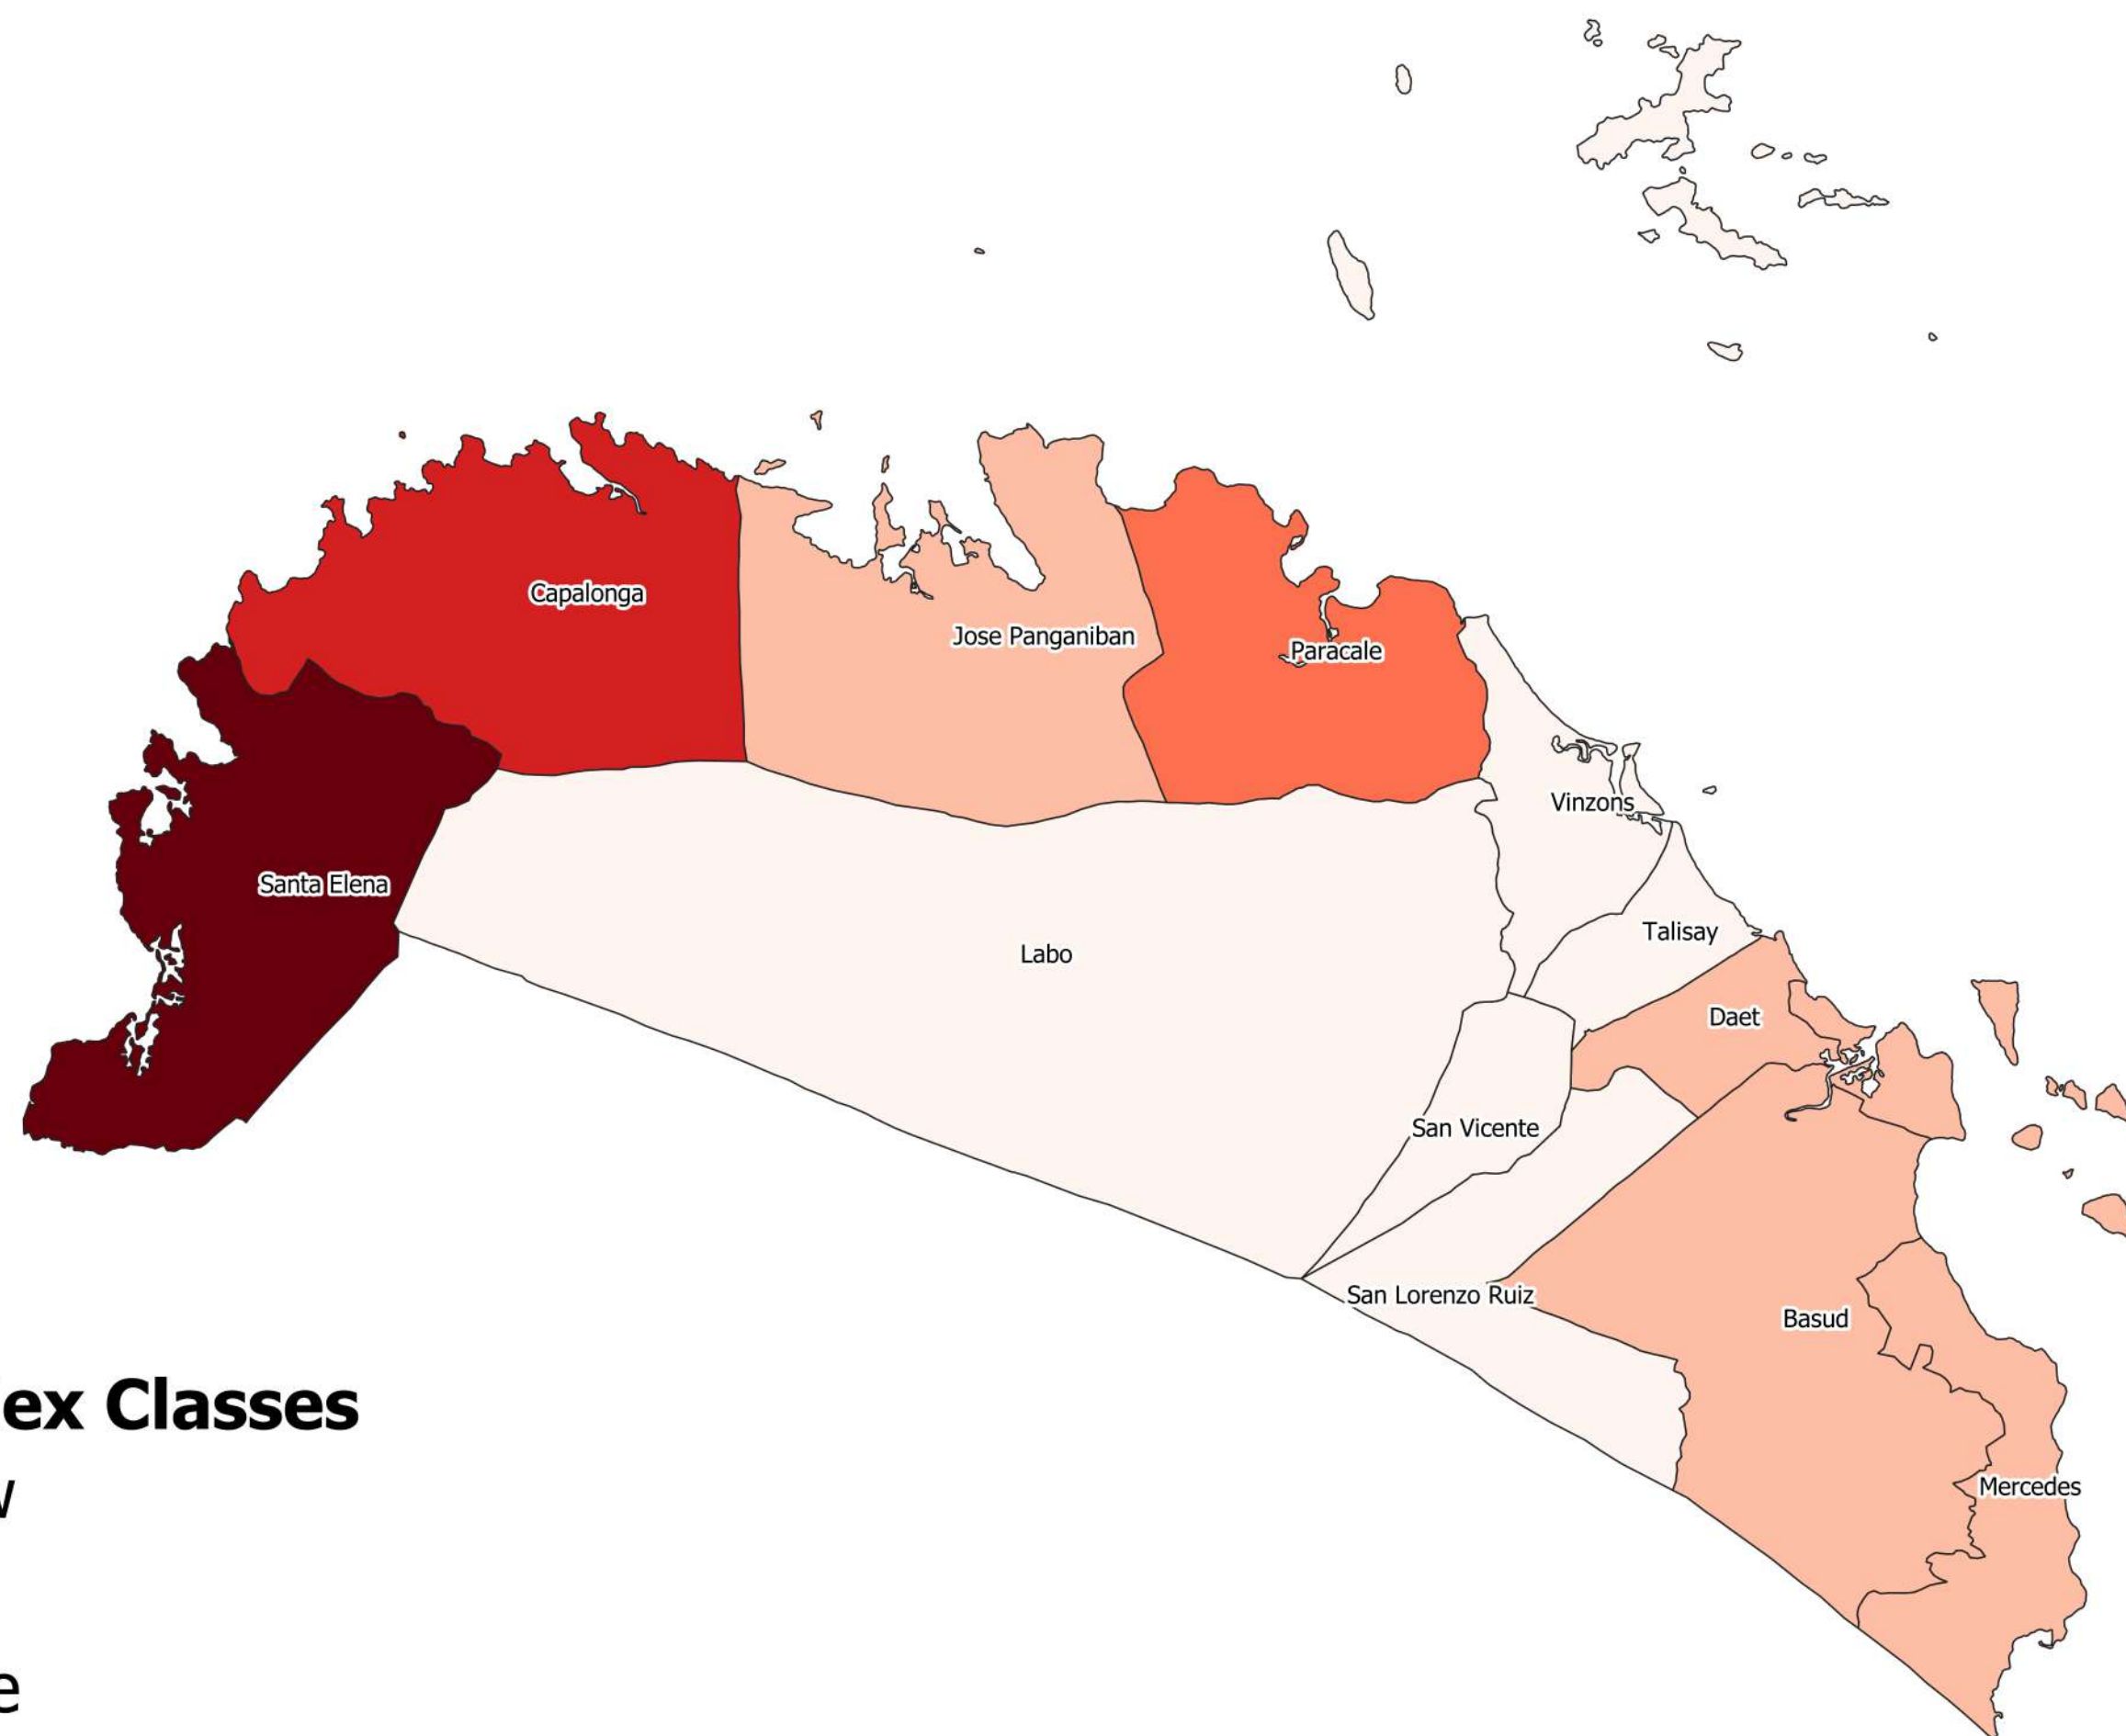 Capalonga
Jose Panganiban
Paracale
Vinzons
Santa Elena
Talisay
Labo
Daet
San Vicente
San Lorenzo Ruiz
Basud
ex Classes
w
Mercedes
e